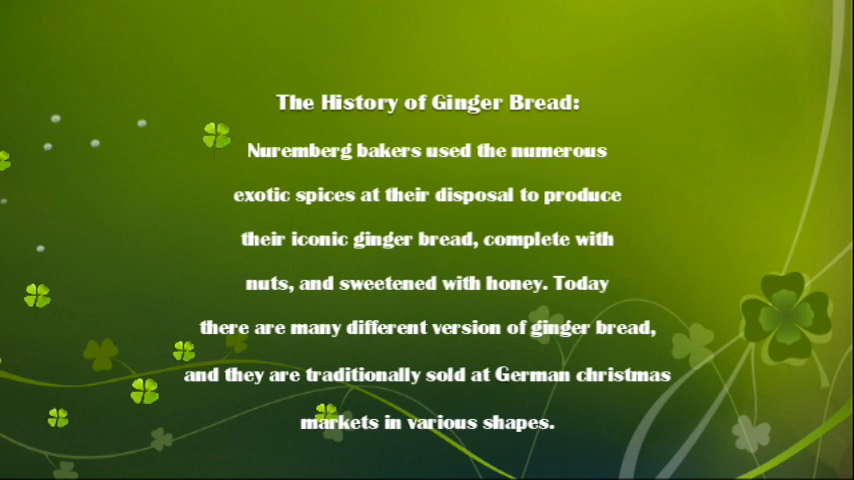 The History of Ginger Bread:
Nuremberg bakers used the numerous
exotic spices at their disposal to produce
their iconic ginger bread, complete with
nuts, and sweetened with honey. Today
there are many different version of ginger bread,
and they are traditionally sold at German christmas
markets in various shapes.